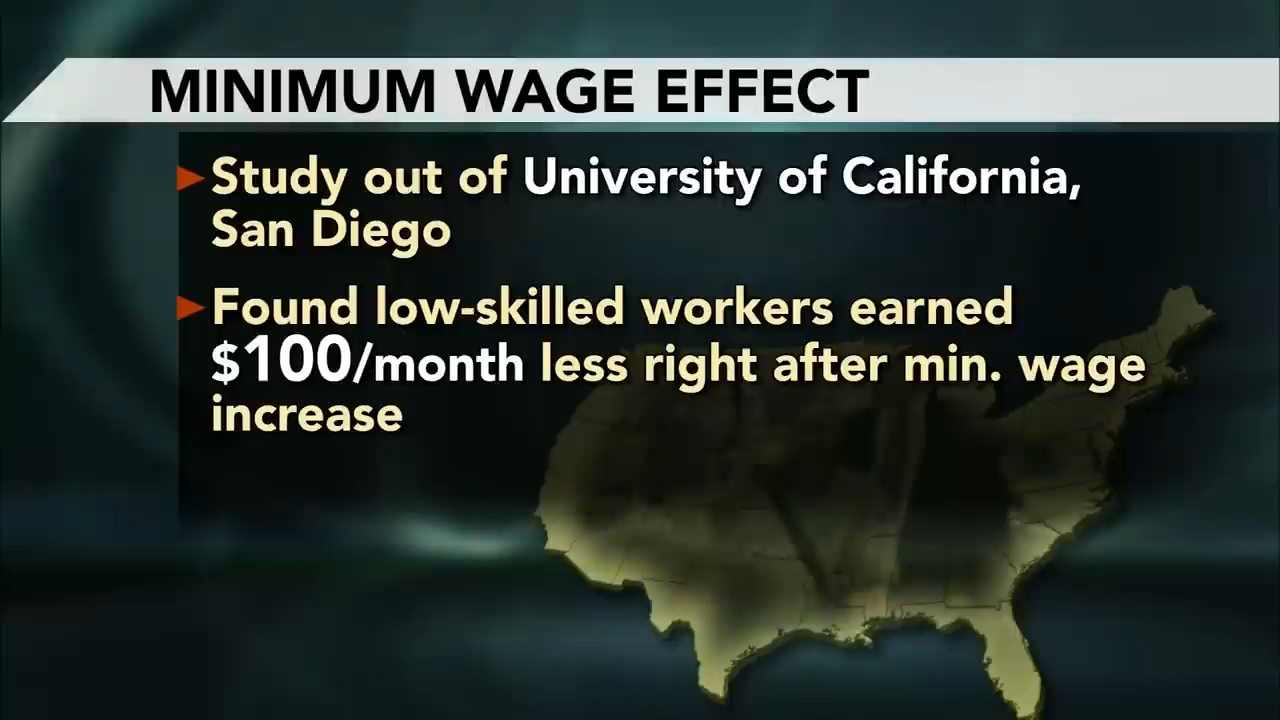 MINIMUM WAGE EFFECT
Study out of University of California,
San Diego
Found low-skilled workers earned
$100/month less right after min. wage
increase